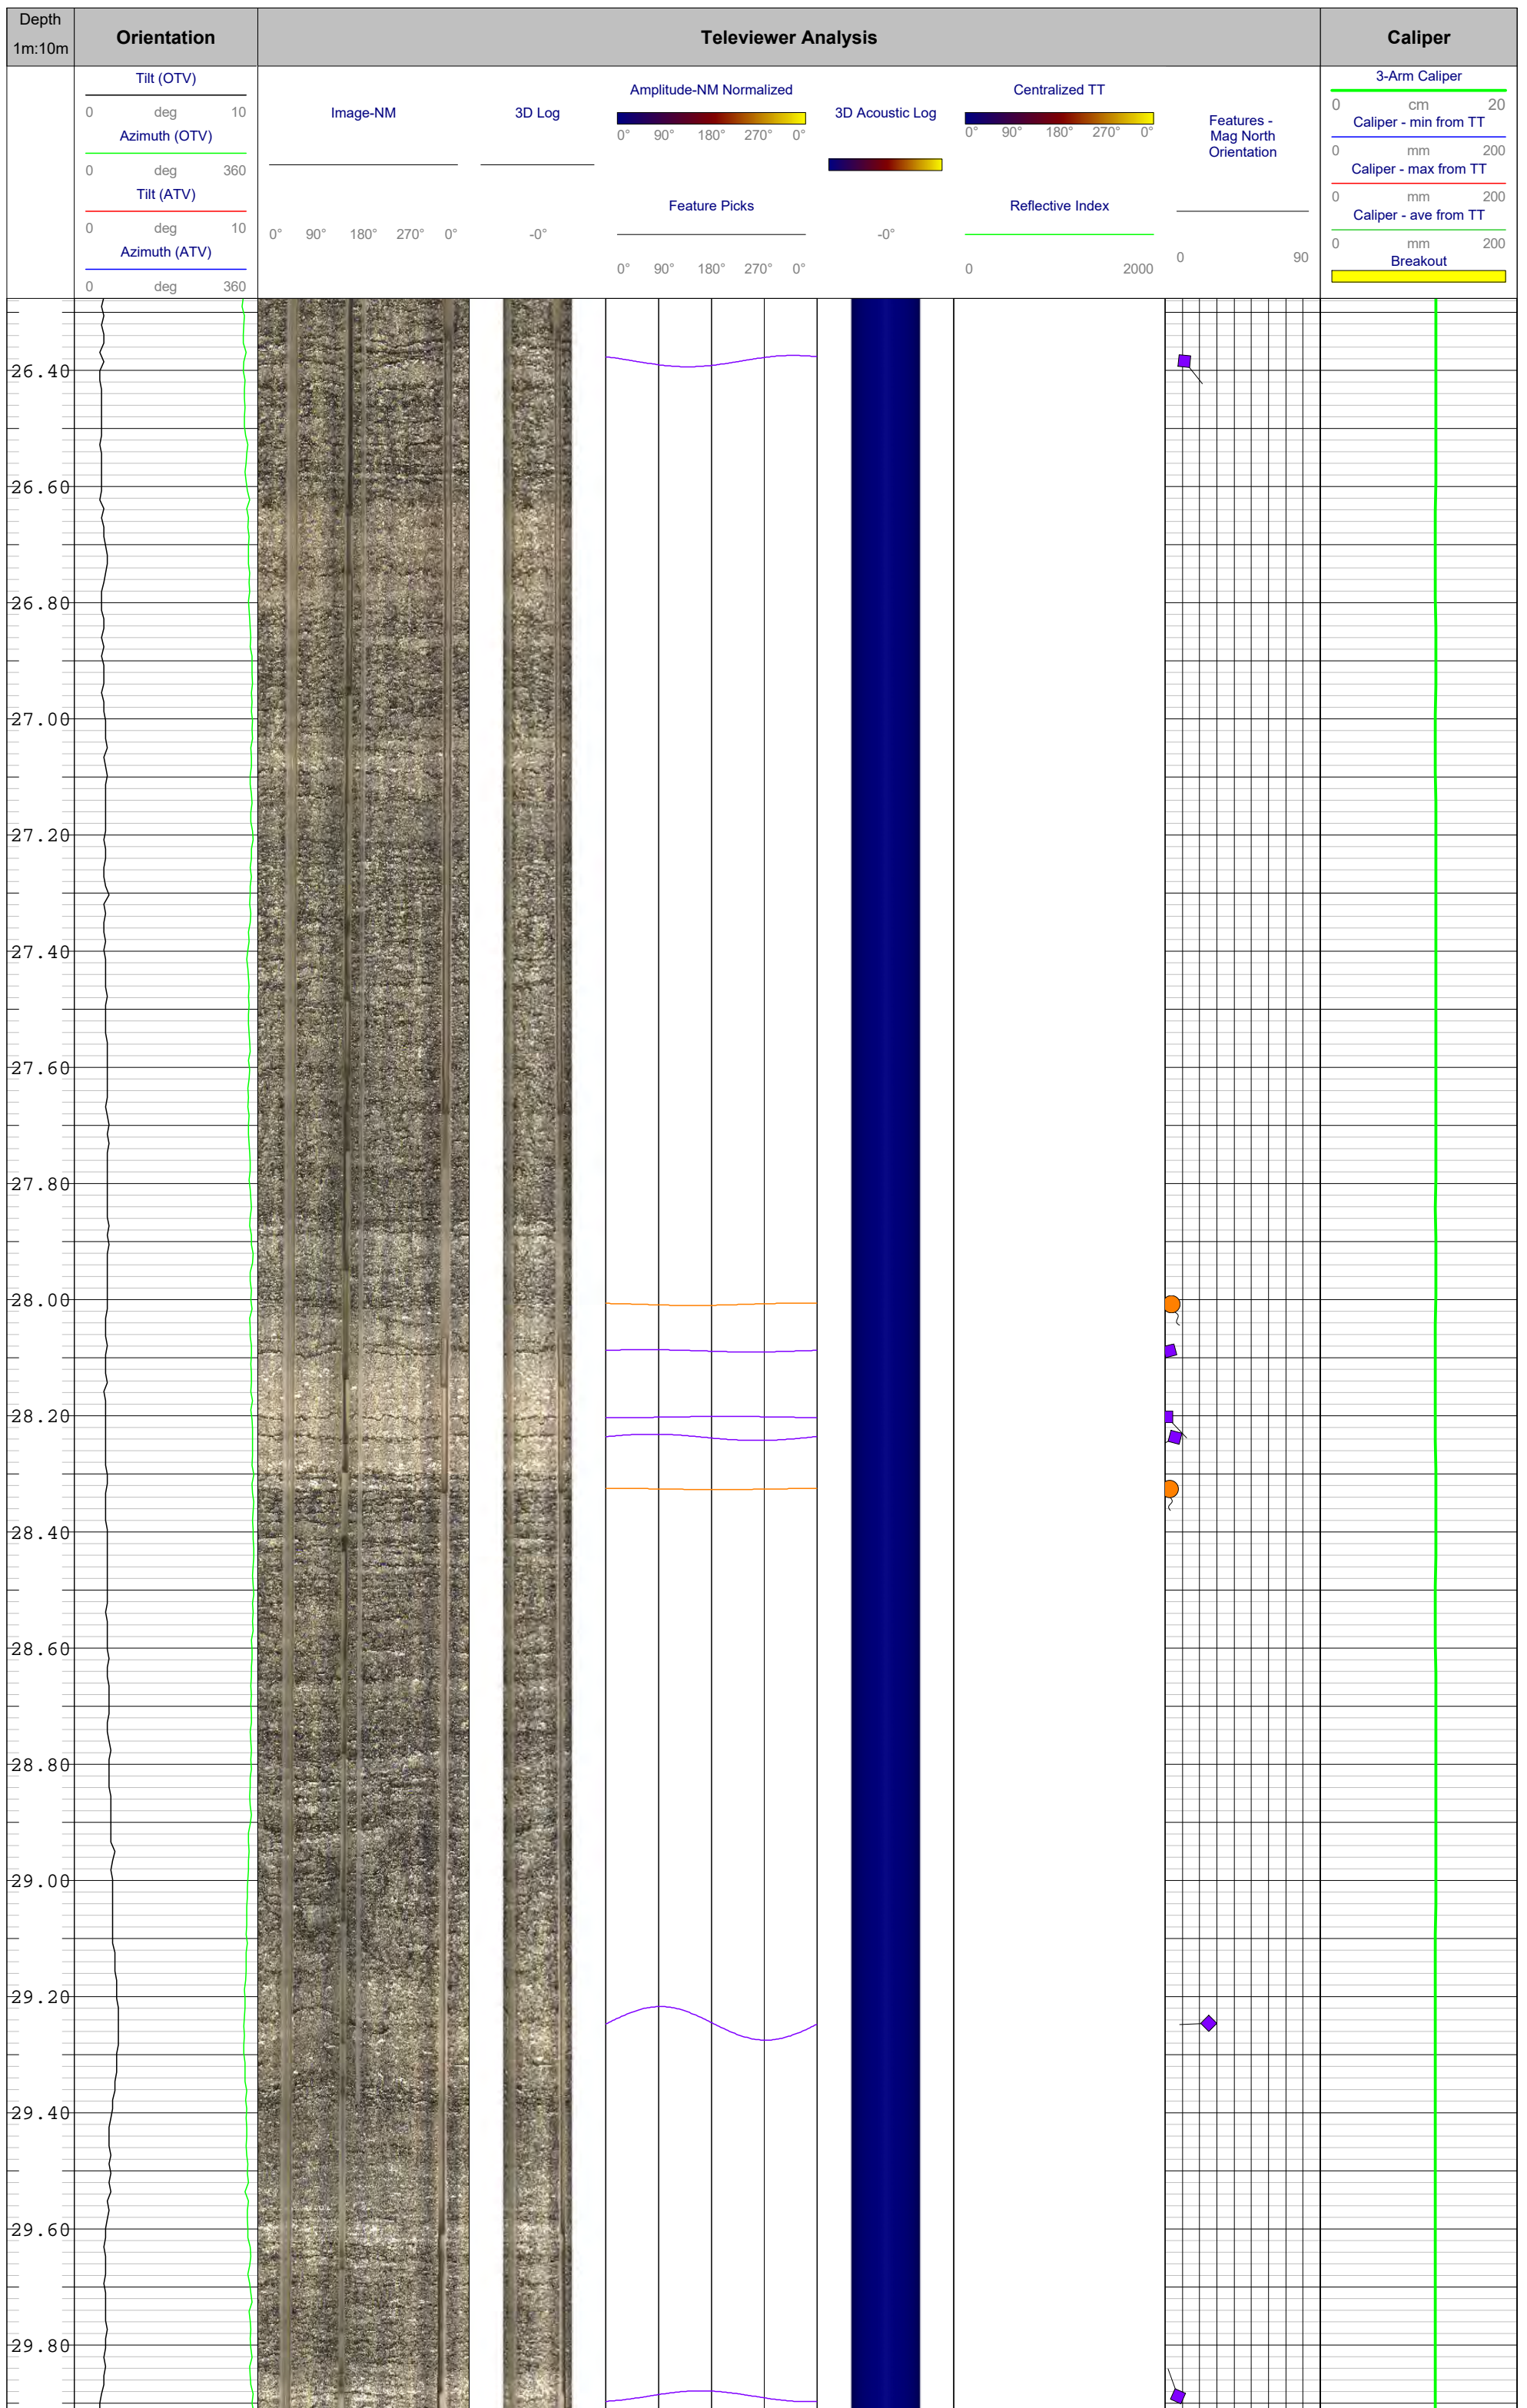 Depth
1m:10m
Orientation
Televiewer Analysis
Caliper
Tilt (OTV)
0 deg 10
Azimuth (OTV)
0 deg 360
Tilt (ATV)
0 deg 10
Azimuth (ATV)
0 deg 360
Image-NM
0° 90° 180° 270° 0°
3D Log
-0°
Amplitude-NM Normalized
0° 90° 180° 270° 0°
Feature Picks
0° 90° 180° 270° 0°
3D Acoustic Log
-0°
Centralized TT
0° 90° 180° 270° 0°
Reflective Index
0 2000
Features -
Mag North
Orientation
0 90
3-Arm Caliper
0 cm 20
Caliper - min from TT
0 mm 200
Caliper - max from TT
0 mm 200
Caliper - ave from TT
0 mm 200
Breakout
26.40
26.60
26.80
27.00
27.20
27.40
27.60
27.80
28.00
28.20
28.40
28.60
28.80
29.00
29.20
29.40
29.60
29.80